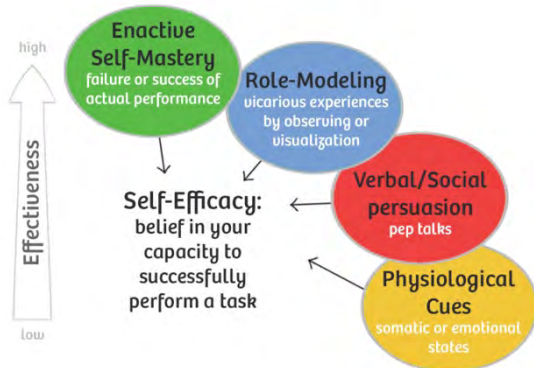 Enactive
Self-Mastery
failure or success of
actual performance
high
Role-Modeling
vicarious experiences
by observing or
visualization
Effectiveness
Self-Efficacy:
belief in your
capacity to
successfully
perform a task
Verbal/Social
persuasion
pep talks
Physiological
Cues
somatic or emotional
states
low